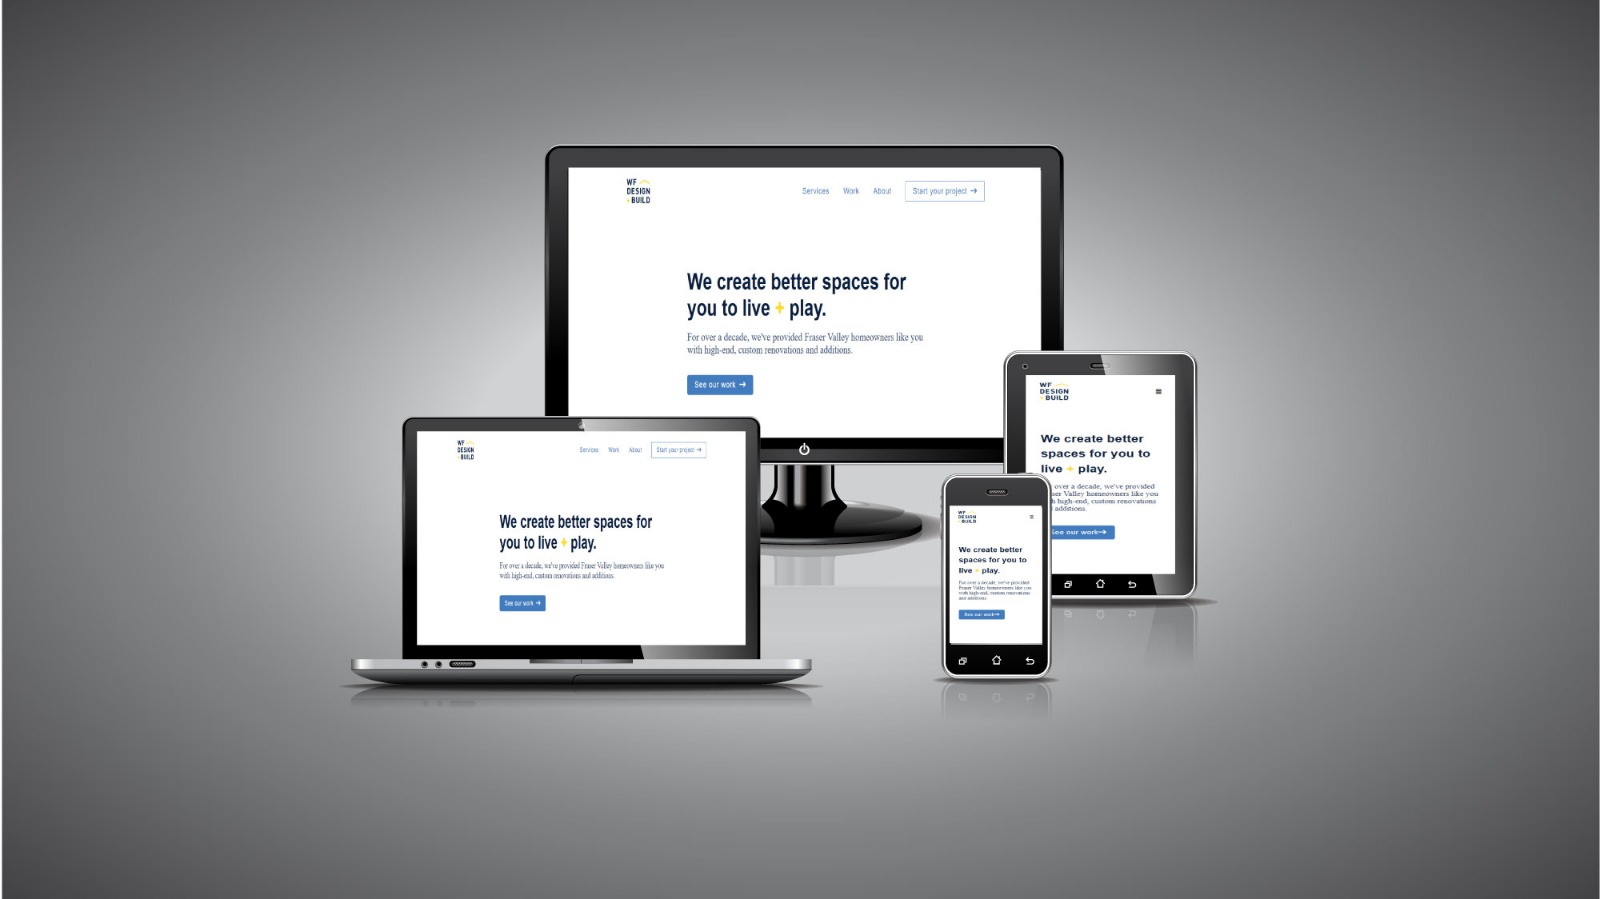 WF
DESIGN
+ BUILD
Services Work About Start your project →
We create better spaces for
you to live + play.
For over a decade, we've provided Fraser Valley homeowners like you
with high-end, custom renovations and additions.
See our work →
WF
DESIGN
+ BUILD
Services Work About Start your project →
We create better spaces for
you to live + play.
For over a decade, we've provided Fraser Valley homeowners like you
with high-end, custom renovations and additions.
See our work →
WF
DESIGN
+ BUILD
We create better
spaces for you to
live + play.
over a decade, we've provided
Valley homeowners like you
high-end, custom renovations
additions.
See our work→
WF
DESIGN
+ BUILD
We create better
spaces for you to
live + play.
For over a decade, we've provided
Fraser Valley homeowners like you
with high-end, custom renovations
and additions.
See our work→